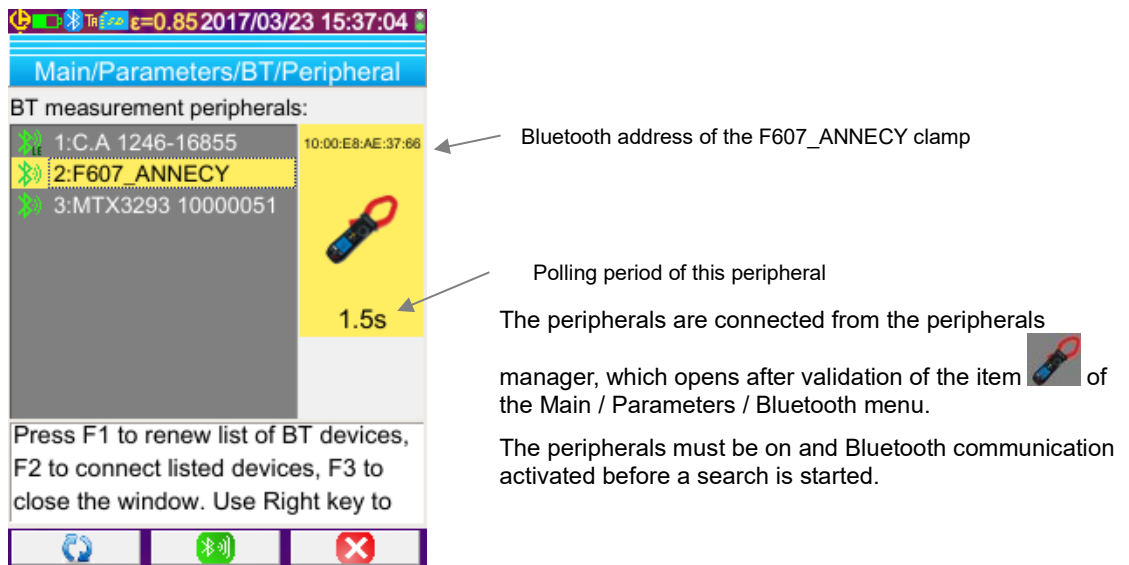 ε=0.85 2017/03/23 15:37:04
Main/Parameters/BT/Peripheral
BT measurement peripherals:
1:C.A 1246-16855
2:F607_ANNECY
3:MTX3293 10000051
10:00:E8:AE:37:66
1.5s
Press F1 to renew list of BT devices,
F2 to connect listed devices, F3 to
close the window. Use Right key to
Bluetooth address of the F607_ANNECY clamp
Polling period of this peripheral
The peripherals are connected from the peripherals
manager, which opens after validation of the item of
the Main / Parameters / Bluetooth menu.
The peripherals must be on and Bluetooth communication
activated before a search is started.